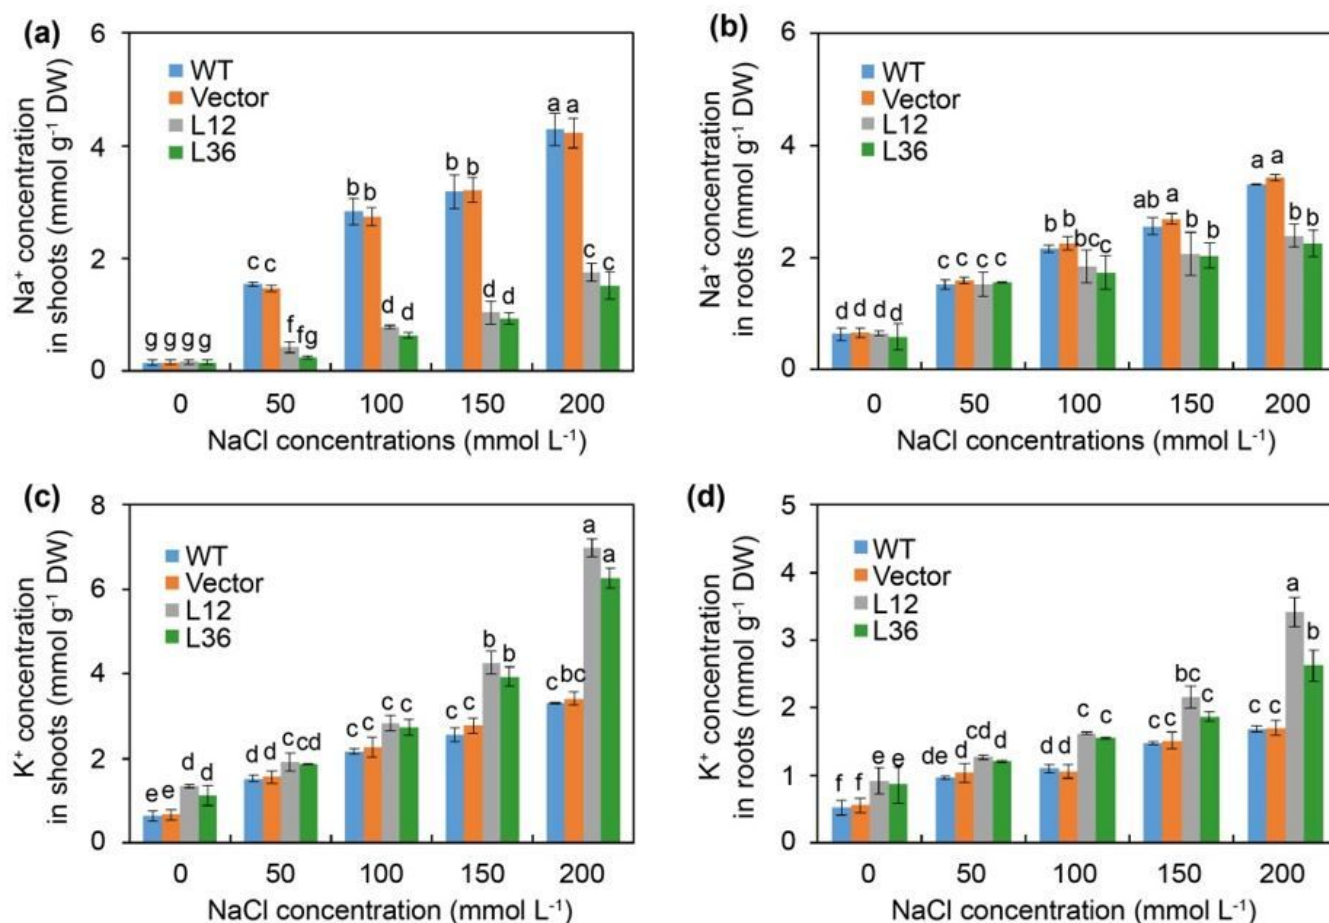 (a)
Na⁺ concentration
in shoots (mmol g⁻¹ DW)
6
4
2
0
WT
Vector
L12
L36
g g g g
c c f fg
b b d d
b b d d
a a c c
0 50 100 150 200
NaCl concentrations (mmol L⁻¹)
(b)
Na⁺ concentration
in roots (mmol g⁻¹ DW)
6
4
2
0
WT
Vector
L12
L36
d d d d
c c c c
b b bc c
ab a b b
a a b b
0 50 100 150 200
NaCl concentrations (mmol L⁻¹)
(c)
K⁺ concentration
in shoots (mmol g⁻¹ DW)
8
6
4
2
0
WT
Vector
L12
L36
e e d d
d d c cd
c c c c
c c b b
c bc a a
0 50 100 150 200
NaCl concentration (mmol L⁻¹)
(d)
K⁺ concentration
in roots (mmol g⁻¹ DW)
5
4
3
2
1
0
WT
Vector
L12
L36
f f e e
de d cd d
d d c c
c c bc c
c c a b
0 50 100 150 200
NaCl concentration (mmol L⁻¹)